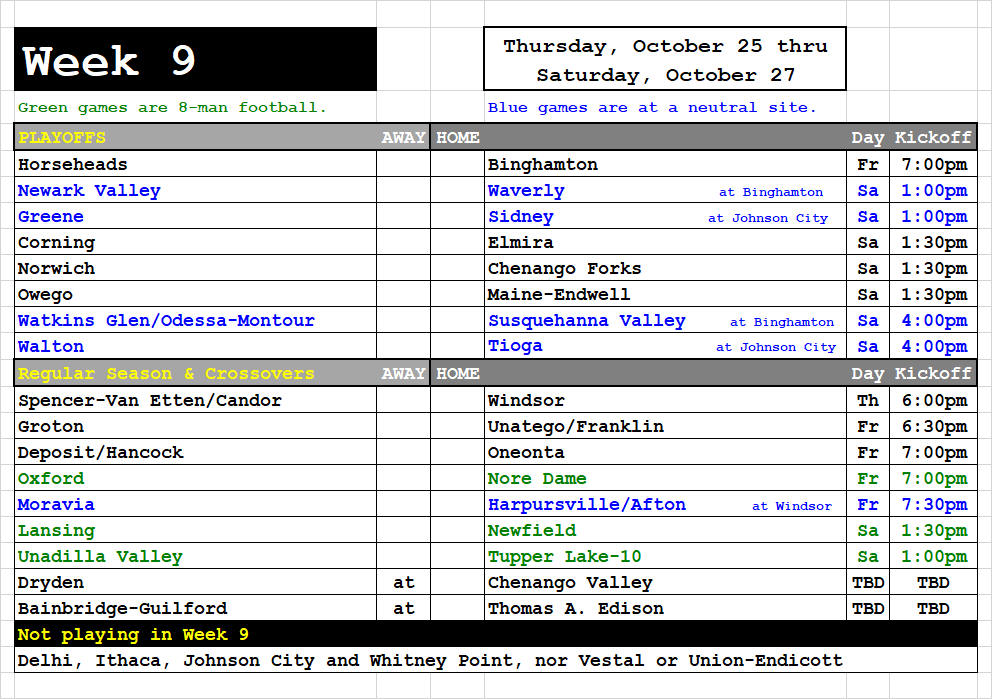 Week 9
Thursday, October 25 thru
Saturday, October 27
Green games are 8-man football. Blue games are at a neutral site.
PLAYOFFS AWAY HOME Day Kickoff
Horseheads Binghamton Fr 7:00pm
Newark Valley Waverly at Binghamton Sa 1:00pm
Greene Sidney at Johnson City Sa 1:00pm
Corning Elmira Sa 1:30pm
Norwich Chenango Forks Sa 1:30pm
Owego Maine-Endwell Sa 1:30pm
Watkins Glen/Odessa-Montour Susquehanna Valley at Binghamton Sa 4:00pm
Walton Tioga at Johnson City Sa 4:00pm
Regular Season & Crossovers AWAY HOME Day Kickoff
Spencer-Van Etten/Candor Windsor Th 6:00pm
Groton Unatego/Franklin Fr 6:30pm
Deposit/Hancock Oneonta Fr 7:00pm
Oxford Nore Dame Fr 7:00pm
Moravia Harpursville/Afton at Windsor Fr 7:30pm
Lansing Newfield Sa 1:30pm
Unadilla Valley Tupper Lake-10 Sa 1:00pm
Dryden at Chenango Valley TBD TBD
Bainbridge-Guilford at Thomas A. Edison TBD TBD
Not playing in Week 9
Delhi, Ithaca, Johnson City and Whitney Point, nor Vestal or Union-Endicott